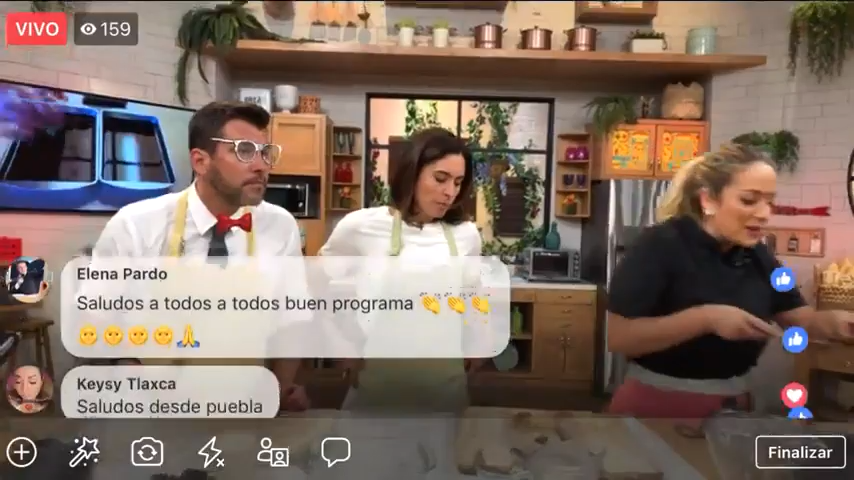 VIVO 159
Elena Pardo
Saludos a todos a todos buen programa 👏👏👏
😶😶😶😶🙏
Keysy Tlaxca
Saludos desde puebla
Finalizar